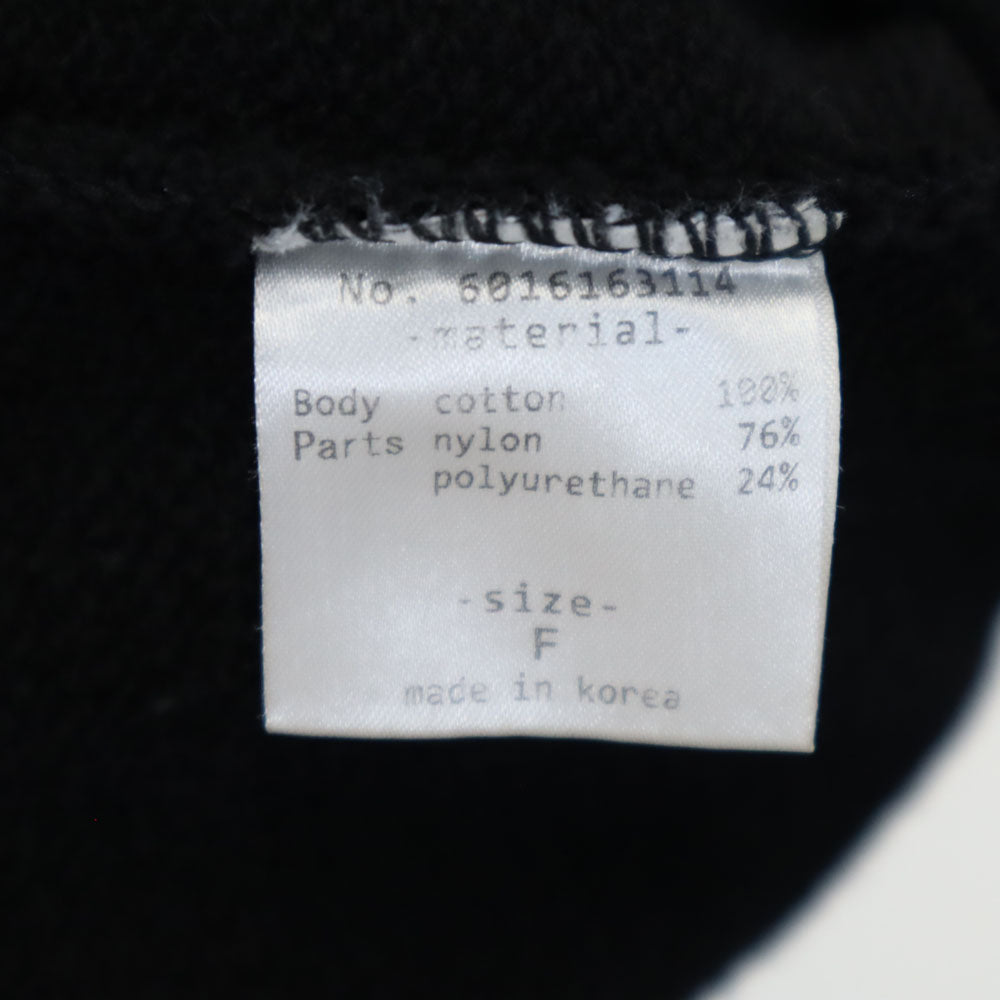 No. 6016163114
-material-
Body cotton 100%
Parts nylon 76%
polyurethane 24%
-size-
F
made in korea